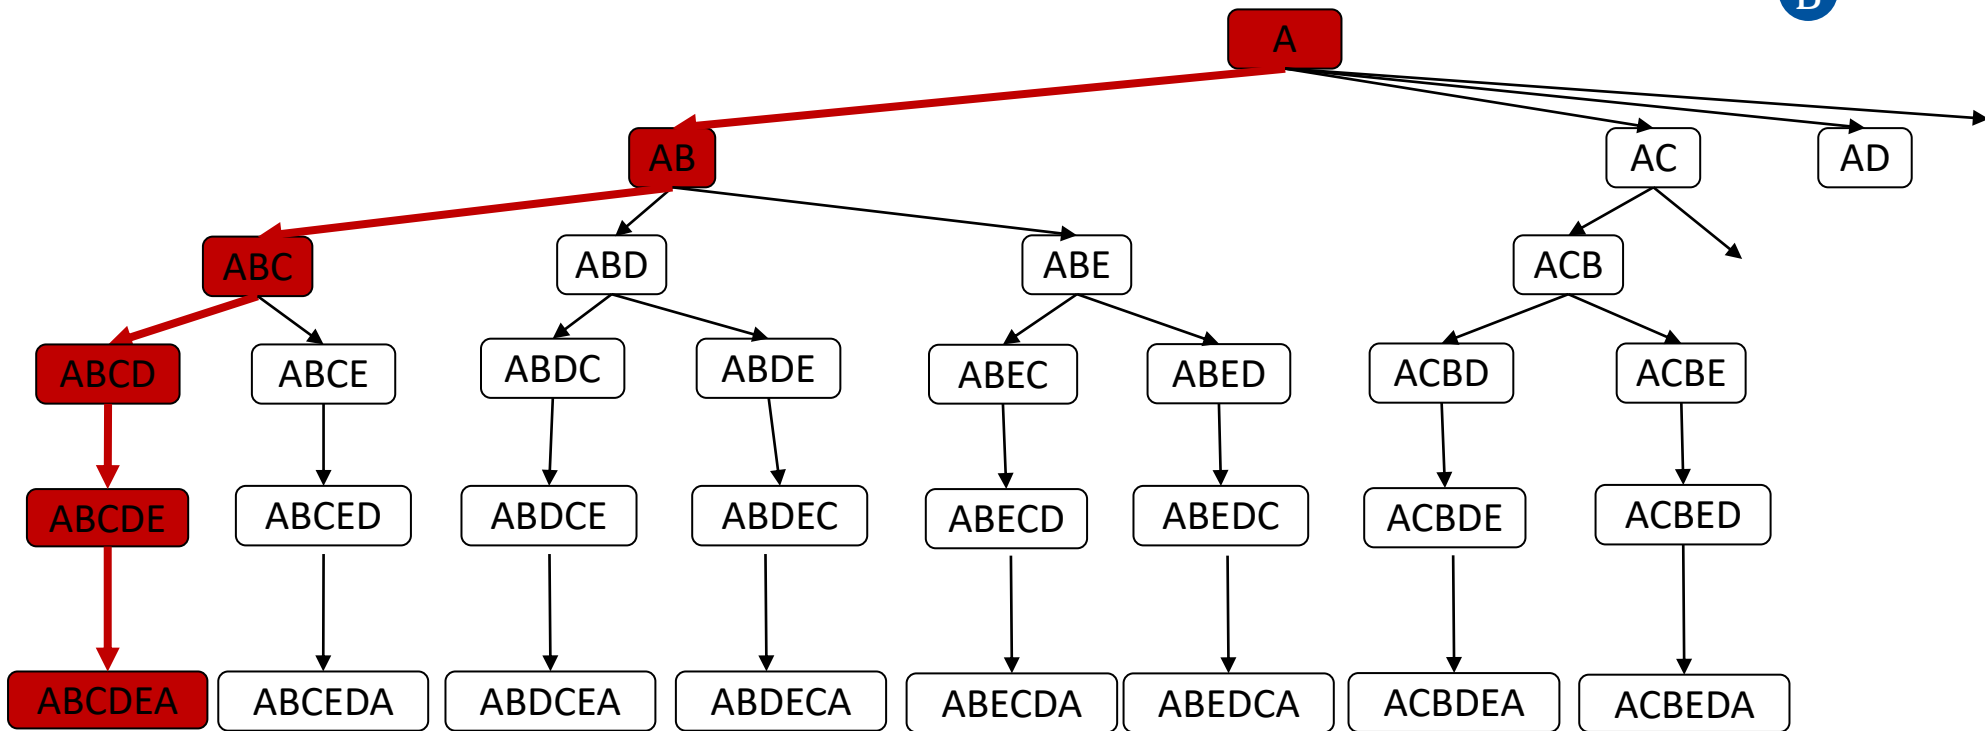 B
A
AB AC AD
ABC ABD ABE ACB
ABCD ABCE ABDC ABDE ABEC ABED ACBD ACBE
ABCDE ABCED ABDCE ABDEC ABECD ABEDC ACBDE ACBED
ABCDEA ABCEDA ABDCEA ABDECA ABECDA ABEDCA ACBDEA ACBEDA